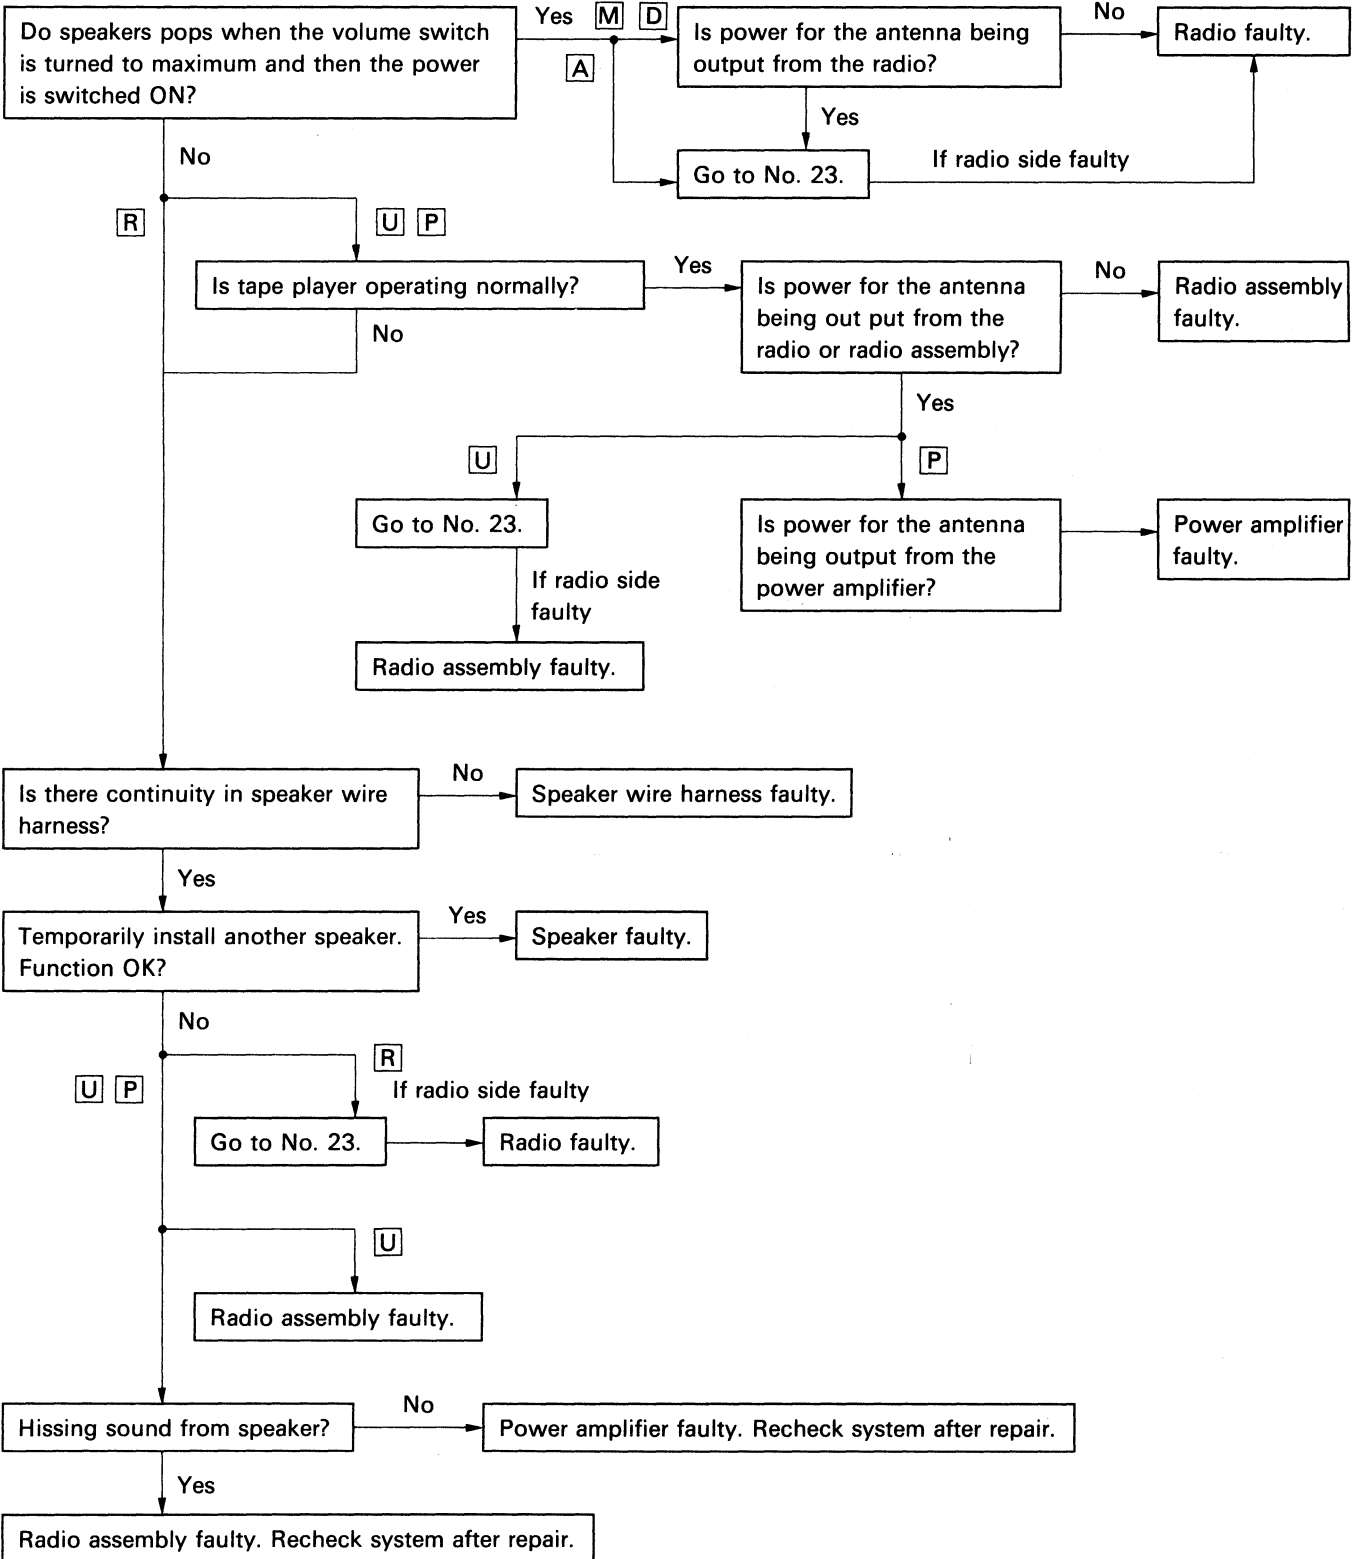 Do speakers pops when the volume switch
is turned to maximum and then the power
is switched ON?
Yes
M D
A
Is power for the antenna being
output from the radio?
No
Radio faulty.
Yes
Go to No. 23.
If radio side faulty
No
R
U P
Is tape player operating normally?
Yes
Is power for the antenna
being out put from the
radio or radio assembly?
No
Radio assembly
faulty.
No
Yes
U
P
Go to No. 23.
Is power for the antenna
being output from the
power amplifier?
Power amplifier
faulty.
If radio side
faulty
Radio assembly faulty.
Is there continuity in speaker wire
harness?
No
Speaker wire harness faulty.
Yes
Temporarily install another speaker.
Function OK?
Yes
Speaker faulty.
No
R
U P
If radio side faulty
Go to No. 23.
Radio faulty.
U
Radio assembly faulty.
Hissing sound from speaker?
No
Power amplifier faulty. Recheck system after repair.
Yes
Radio assembly faulty. Recheck system after repair.